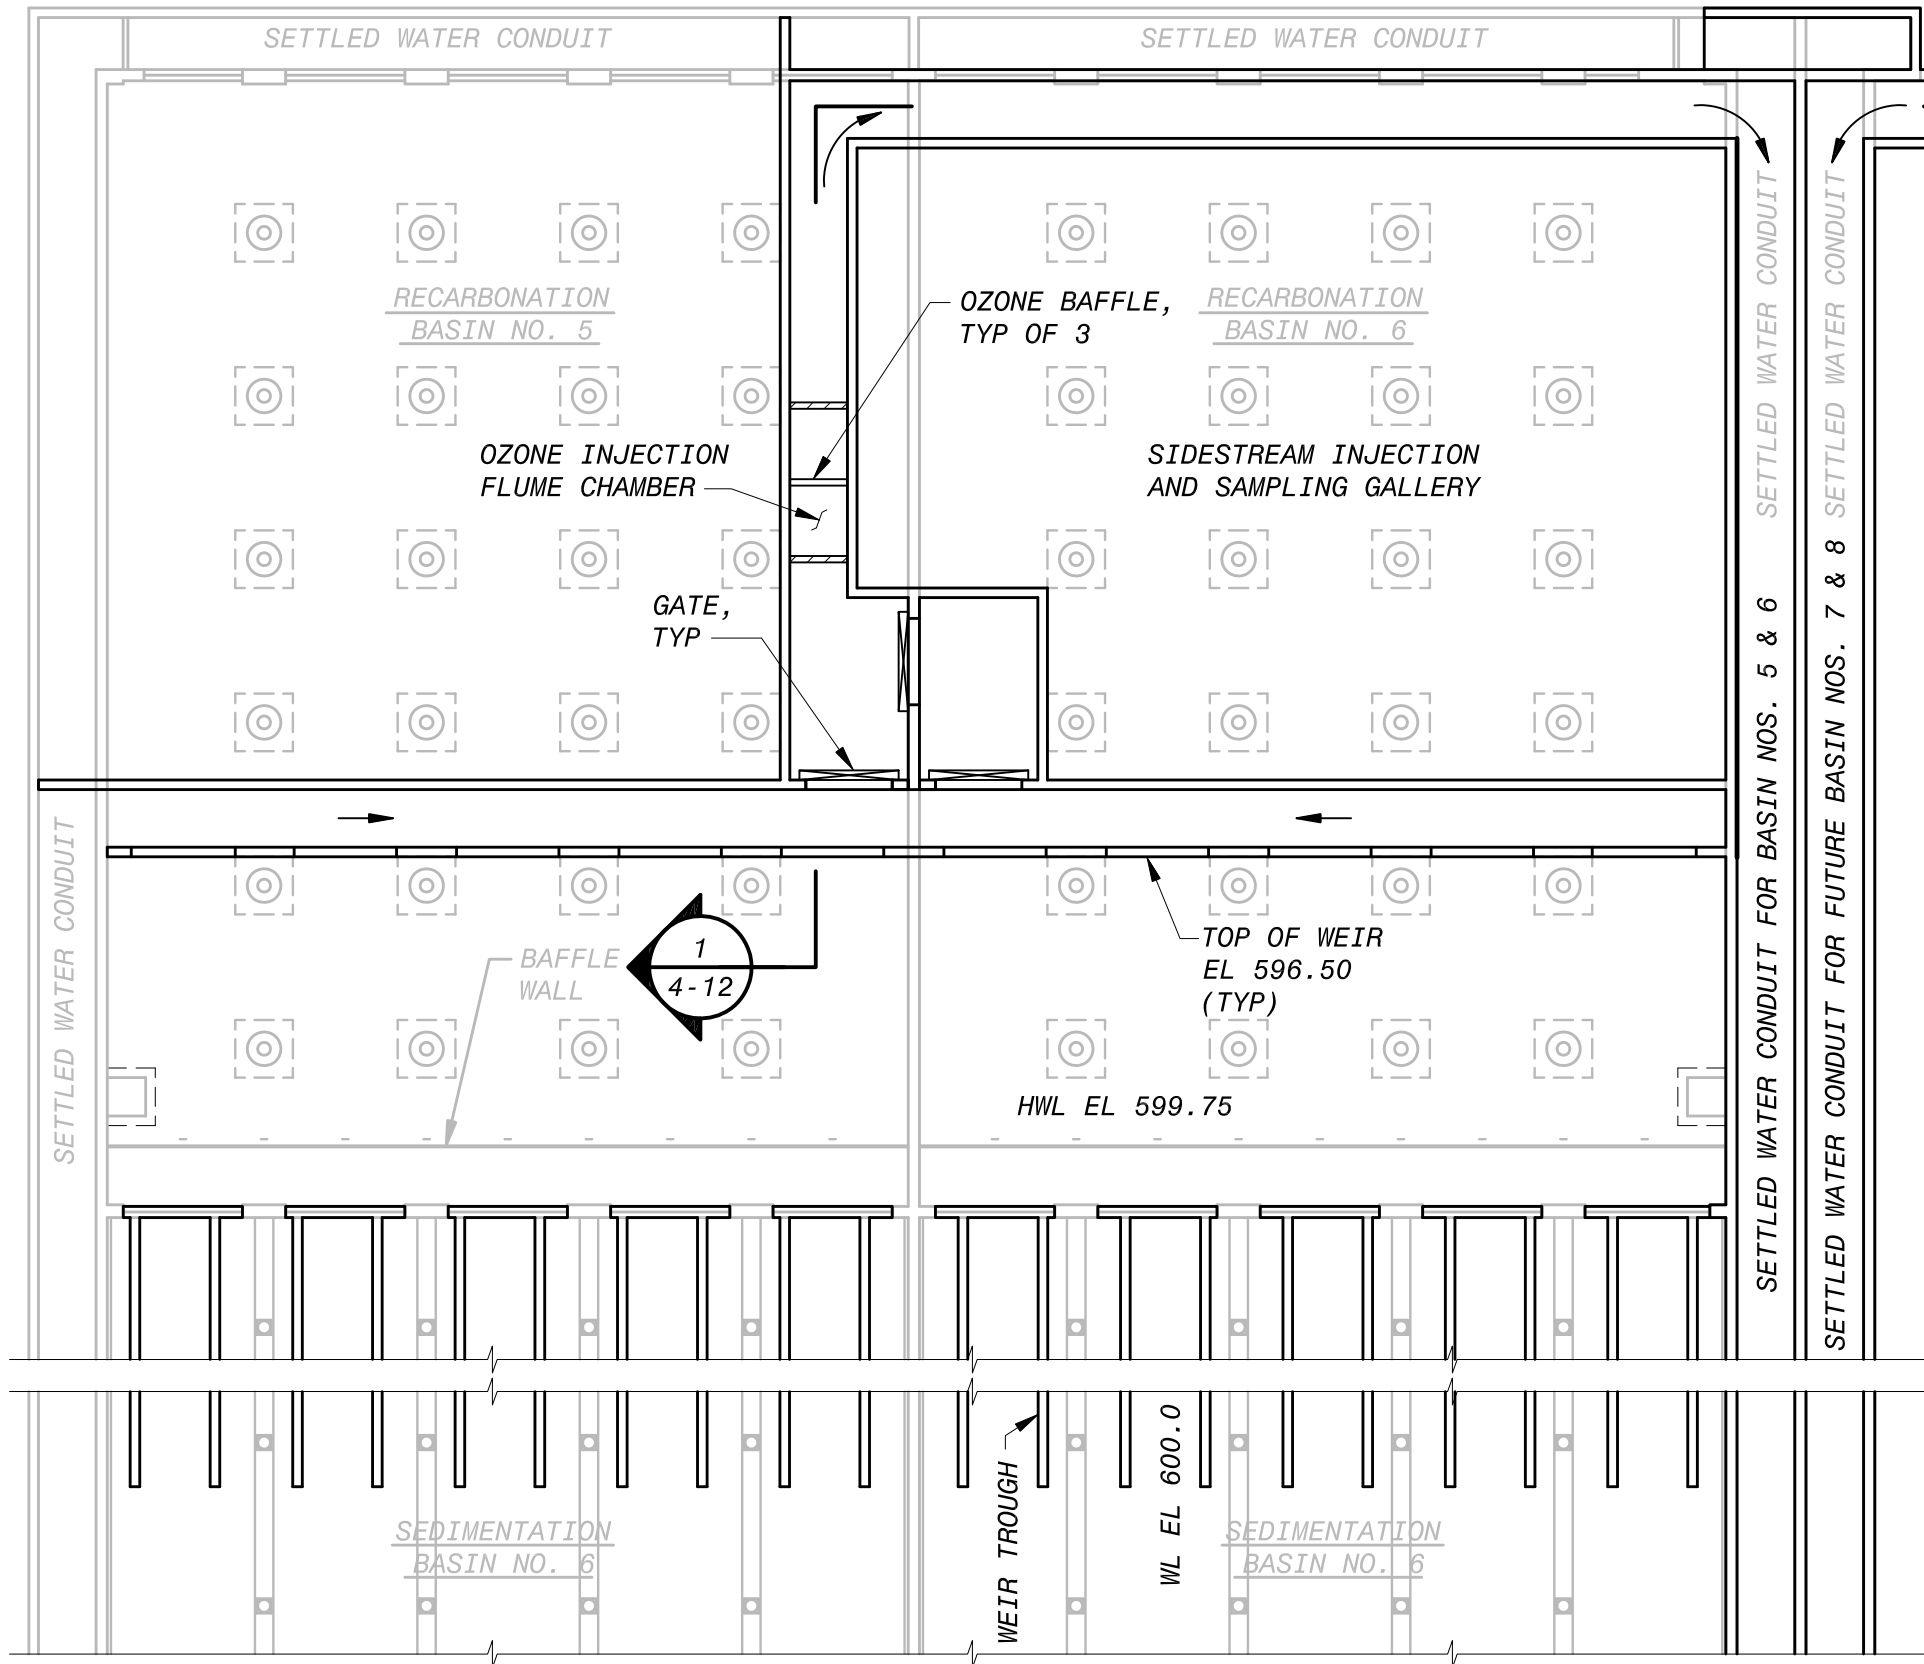 SETTLED WATER CONDUIT
SETTLED WATER CONDUIT
RECARBONATION
BASIN NO. 5
OZONE BAFFLE,
TYP OF 3
RECARBONATION
BASIN NO. 6
OZONE INJECTION
FLUME CHAMBER
SIDESTREAM INJECTION
AND SAMPLING GALLERY
GATE,
TYP
SETTLED WATER CONDUIT
SETTLED WATER CONDUIT
SETTLED WATER CONDUIT FOR BASIN NOS. 5 & 6
SETTLED WATER CONDUIT FOR FUTURE BASIN NOS. 7 & 8
SETTLED WATER CONDUIT
BAFFLE
WALL
1
4-12
TOP OF WEIR
EL 596.50
(TYP)
HWL EL 599.75
WEIR TROUGH
WL EL 600.0
SEDIMENTATION
BASIN NO. 6
SEDIMENTATION
BASIN NO. 6